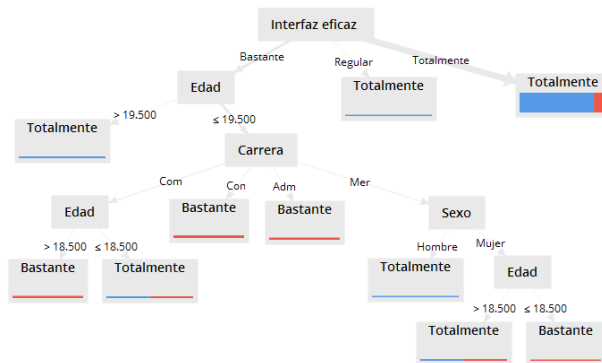 Interfaz eficaz
Bastante
Regular
Totalmente
Edad
Totalmente
Totalmente
> 19.500
≤ 19.500
Totalmente
Carrera
Com
Con
Adm
Mer
Edad
Bastante
Bastante
Sexo
> 18.500
≤ 18.500
Hombre
Mujer
Bastante
Totalmente
Totalmente
Edad
> 18.500
≤ 18.500
Totalmente
Bastante